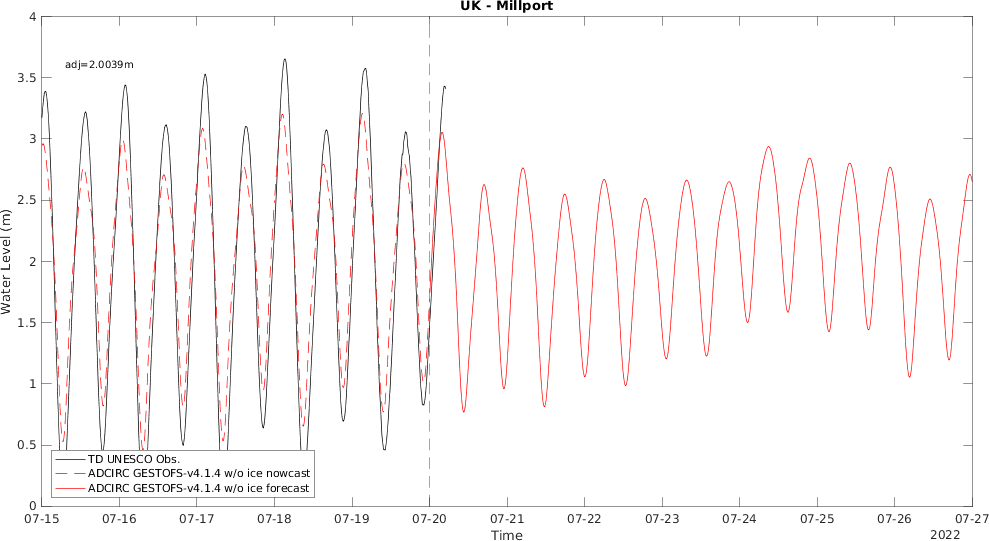 UK - Millport
adj=2.0039m
4
3.5
3
2.5
2
1.5
1
0.5
0
Water Level (m)
TD UNESCO Obs.
ADCIRC GESTOFS-v4.1.4 w/o ice nowcast
ADCIRC GESTOFS-v4.1.4 w/o ice forecast
07-15 07-16 07-17 07-18 07-19 07-20 07-21 07-22 07-23 07-24 07-25 07-26 07-27
Time
2022